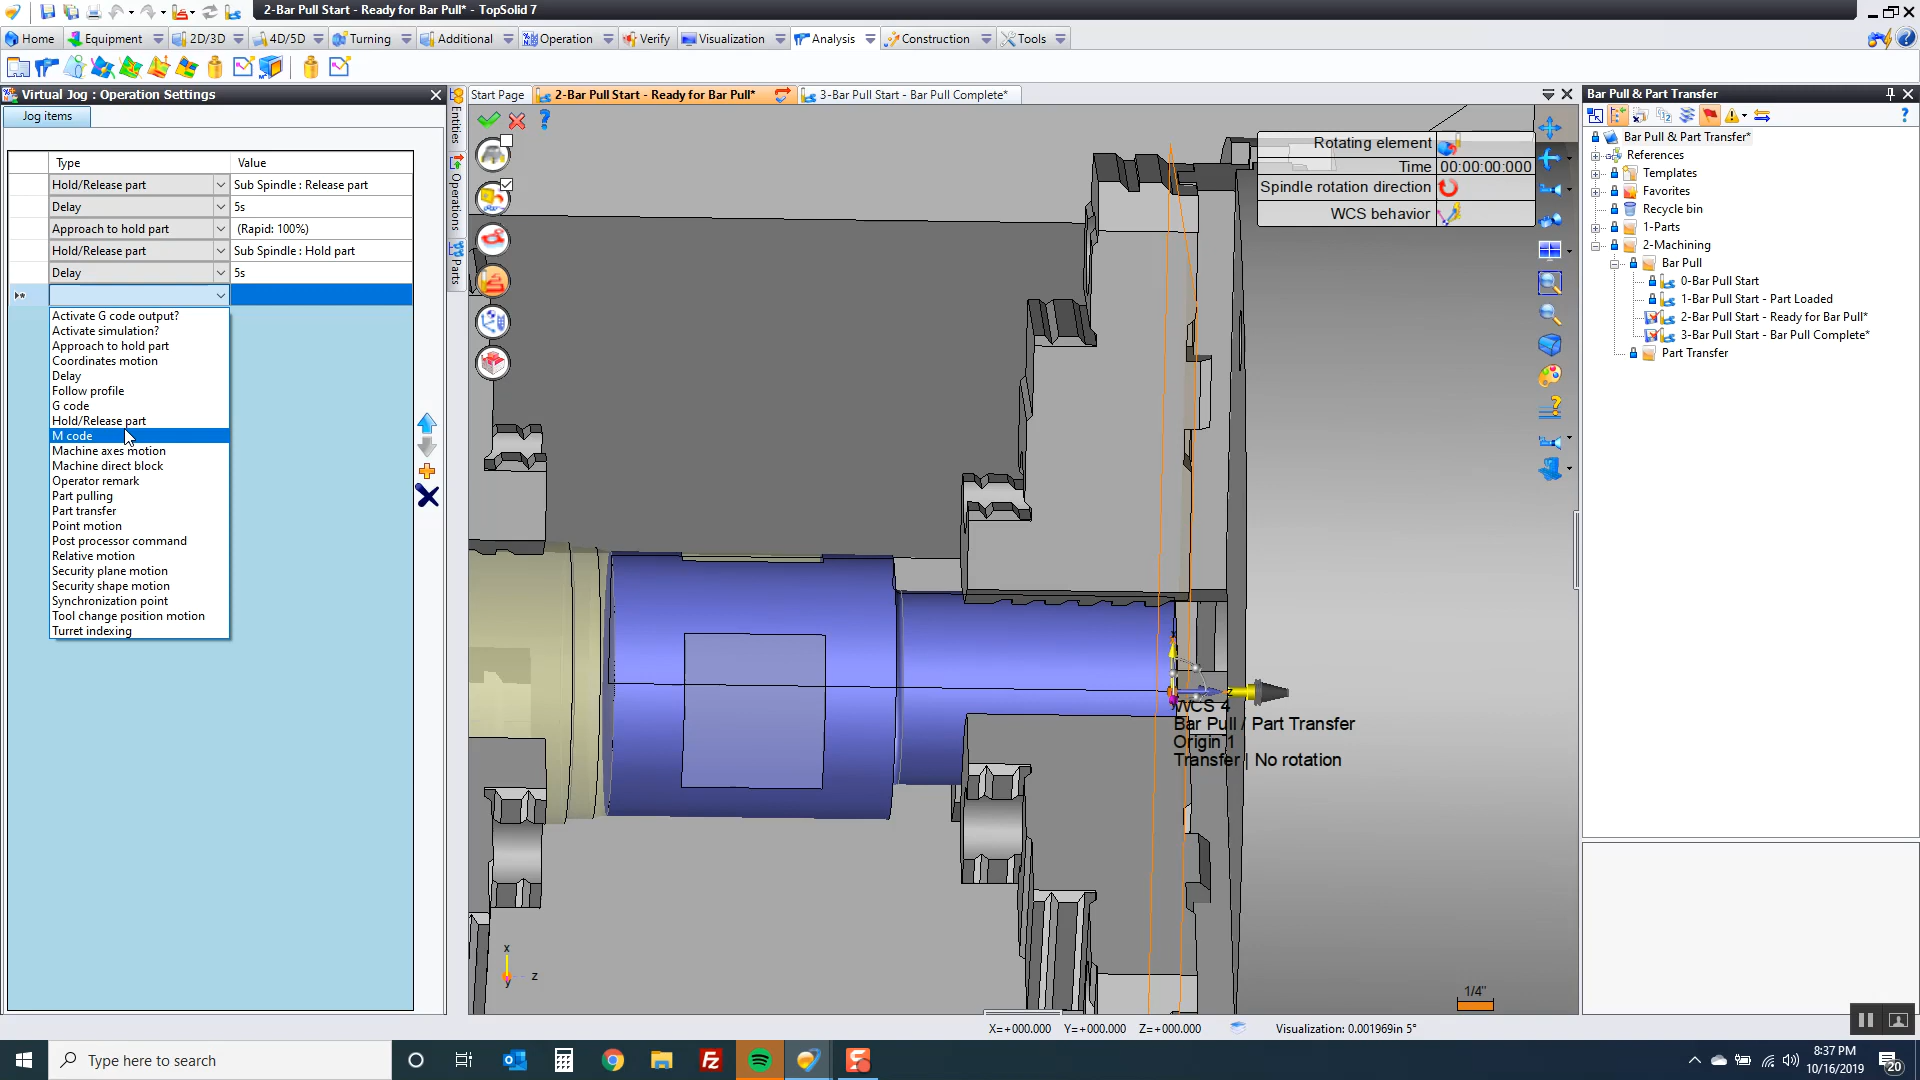 2-Bar Pull Start - Ready for Bar Pull* - TopSolid 7
Home
Equipment
2D/3D
4D/5D
Turning
Additional
Operation
Verify
Visualization
Analysis
Construction
Tools
Virtual Jog : Operation Settings
Jog items
Type
Value
Hold/Release part
Sub Spindle : Release part
Delay
5s
Approach to hold part
(Rapid: 100%)
Hold/Release part
Sub Spindle : Hold part
Delay
5s
Activate G code output?
Activate simulation?
Approach to hold part
Coordinates motion
Delay
Follow profile
G code
Hold/Release part
M code
Machine axes motion
Machine direct block
Operator remark
Part pulling
Part transfer
Point motion
Post processor command
Relative motion
Security plane motion
Security shape motion
Synchronization point
Tool change position motion
Turret indexing
Entities
Operations
Parts
Start Page
2-Bar Pull Start - Ready for Bar Pull*
3-Bar Pull Start - Bar Pull Complete*
Rotating element
Time 00:00:00:000
Spindle rotation direction
WCS behavior
WCS 4
Bar Pull / Part Transfer
Origin 1
Transfer | No rotation
x
z
y
1/4"
Bar Pull & Part Transfer
Bar Pull & Part Transfer*
References
Templates
Favorites
Recycle bin
1-Parts
2-Machining
Bar Pull
0-Bar Pull Start
1-Bar Pull Start - Part Loaded
2-Bar Pull Start - Ready for Bar Pull*
3-Bar Pull Start - Bar Pull Complete*
Part Transfer
X=+000.000 Y=+000.000 Z=+000.000
Visualization: 0.001969in 5°
Type here to search
8:37 PM
10/16/2019
20